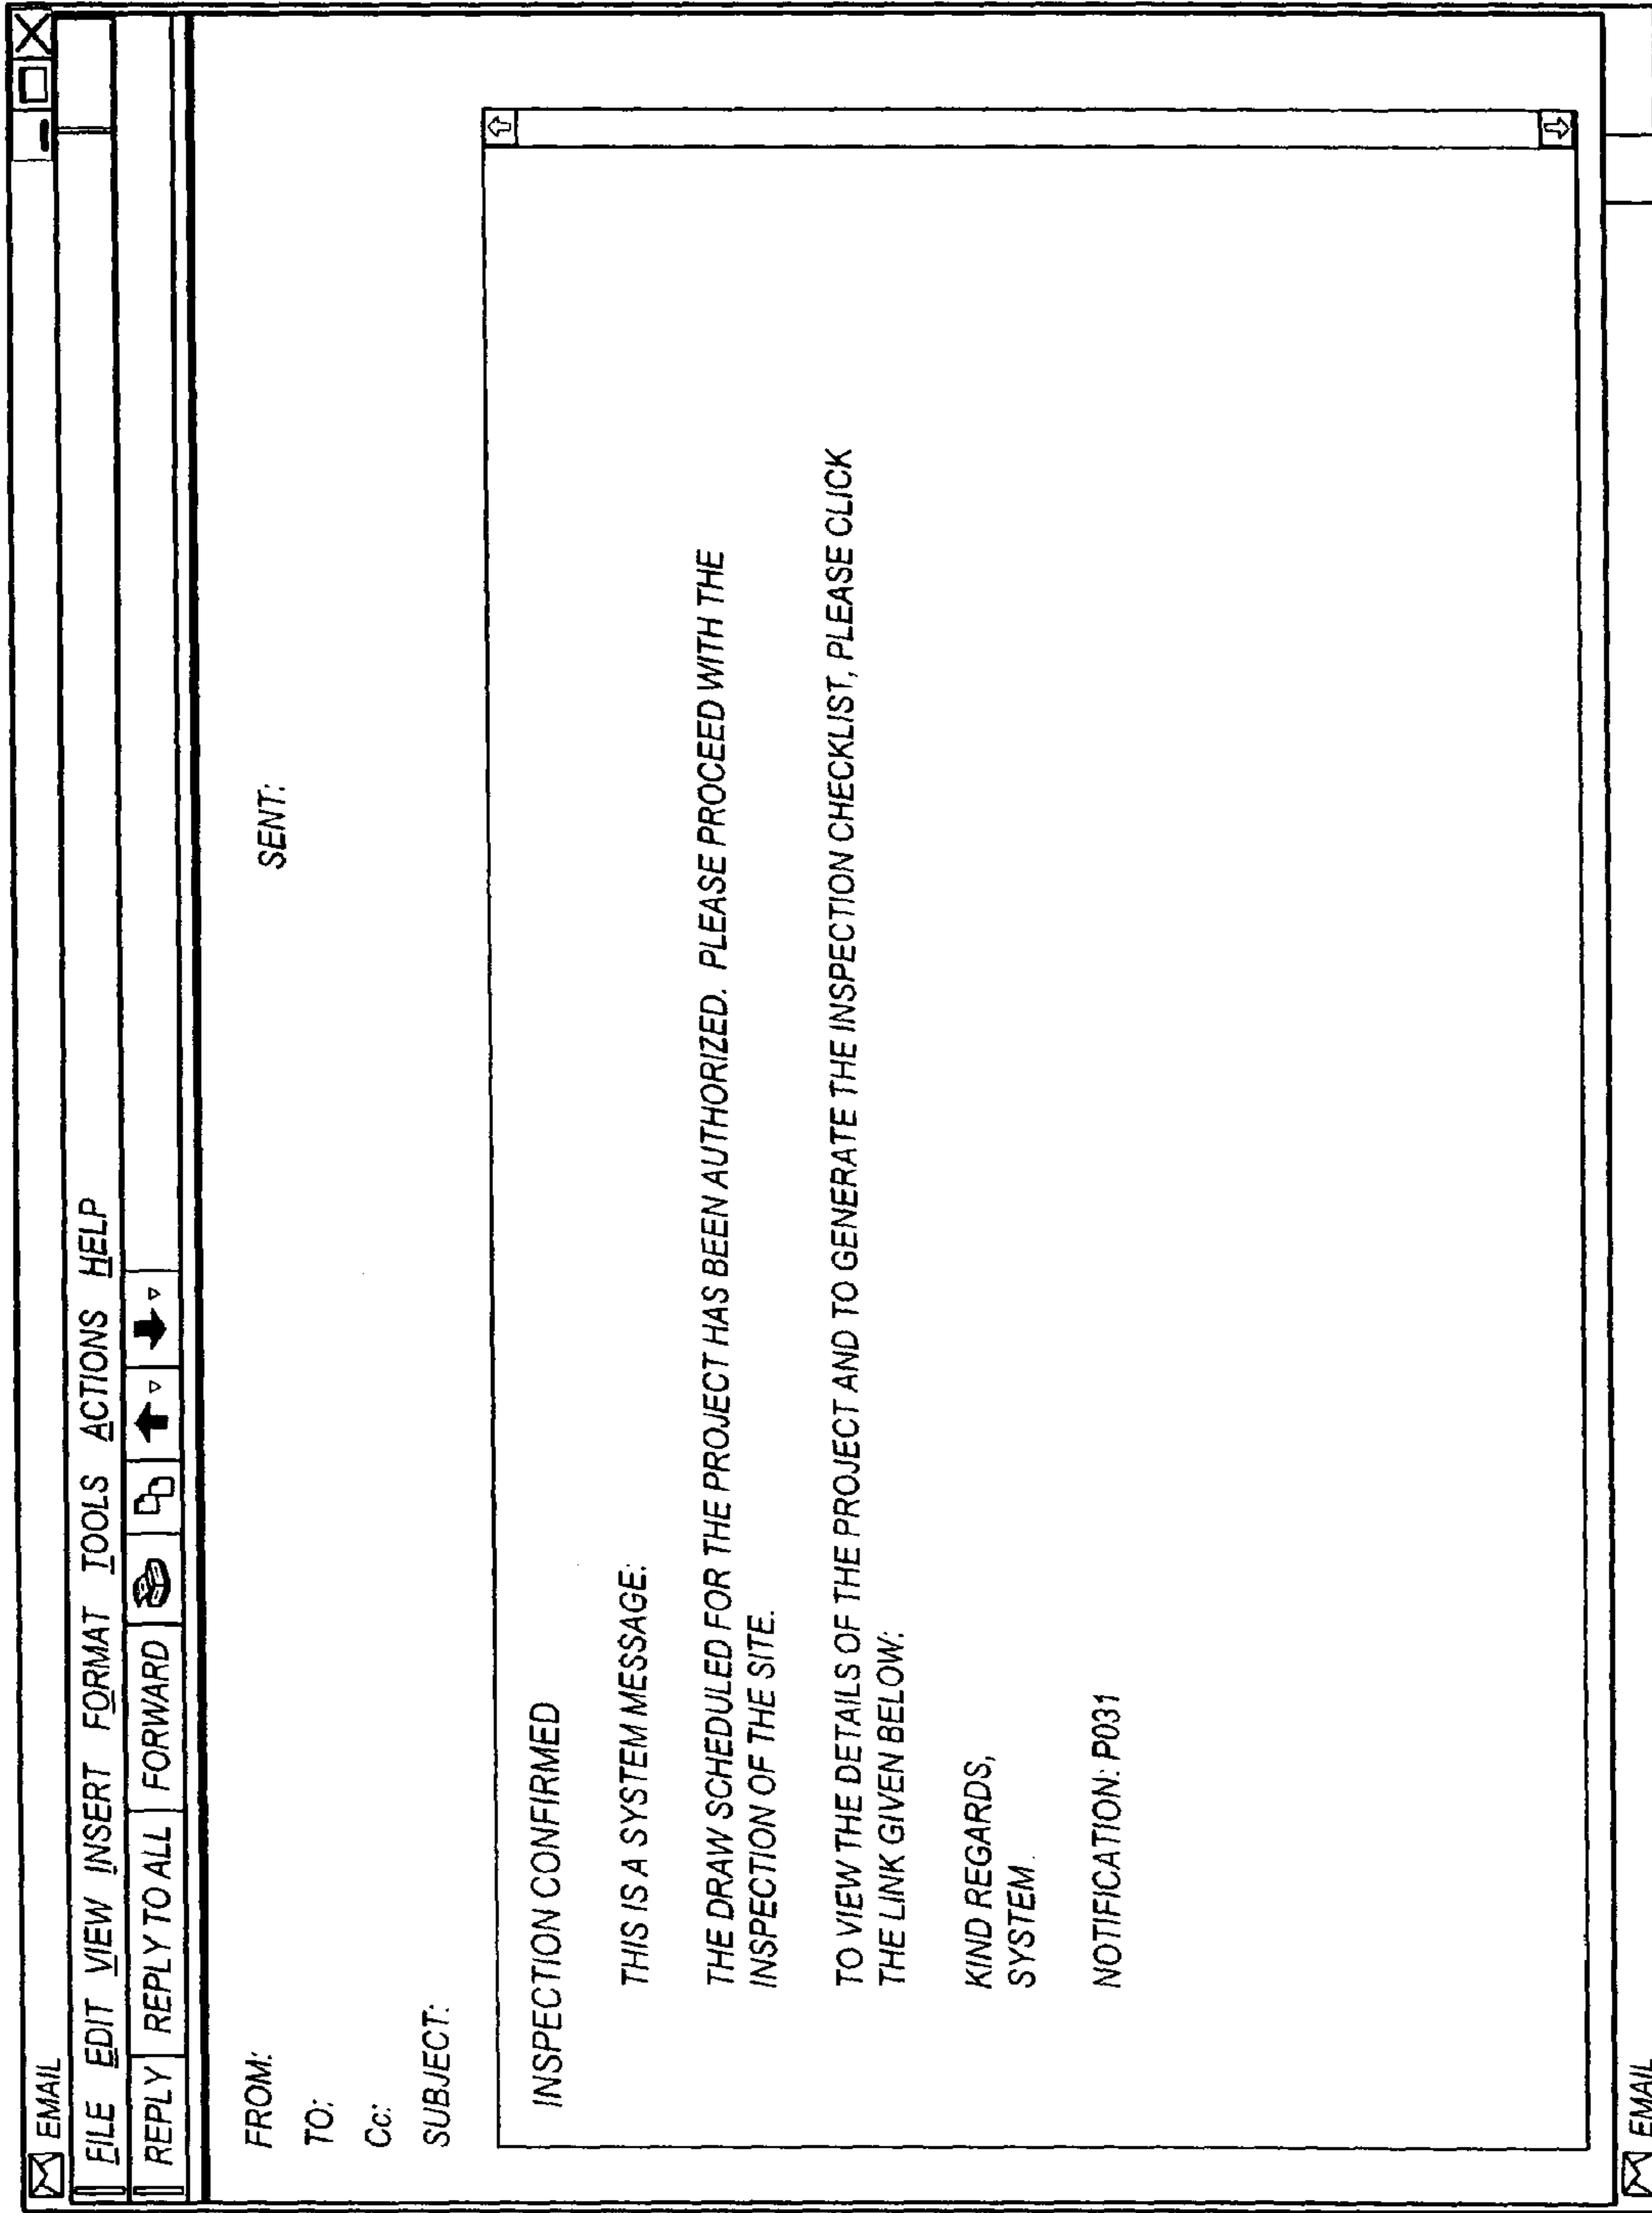 EMAIL
FILE EDIT VIEW INSERT FORMAT TOOLS ACTIONS HELP
REPLY REPLY TO ALL FORWARD
FROM: SENT:
TO:
Cc:
SUBJECT:
INSPECTION CONFIRMED
THIS IS A SYSTEM MESSAGE:
THE DRAW SCHEDULED FOR THE PROJECT HAS BEEN AUTHORIZED. PLEASE PROCEED WITH THE
INSPECTION OF THE SITE.
TO VIEW THE DETAILS OF THE PROJECT AND TO GENERATE THE INSPECTION CHECKLIST, PLEASE CLICK
THE LINK GIVEN BELOW:
KIND REGARDS,
SYSTEM.
NOTIFICATION: P031
EMAIL